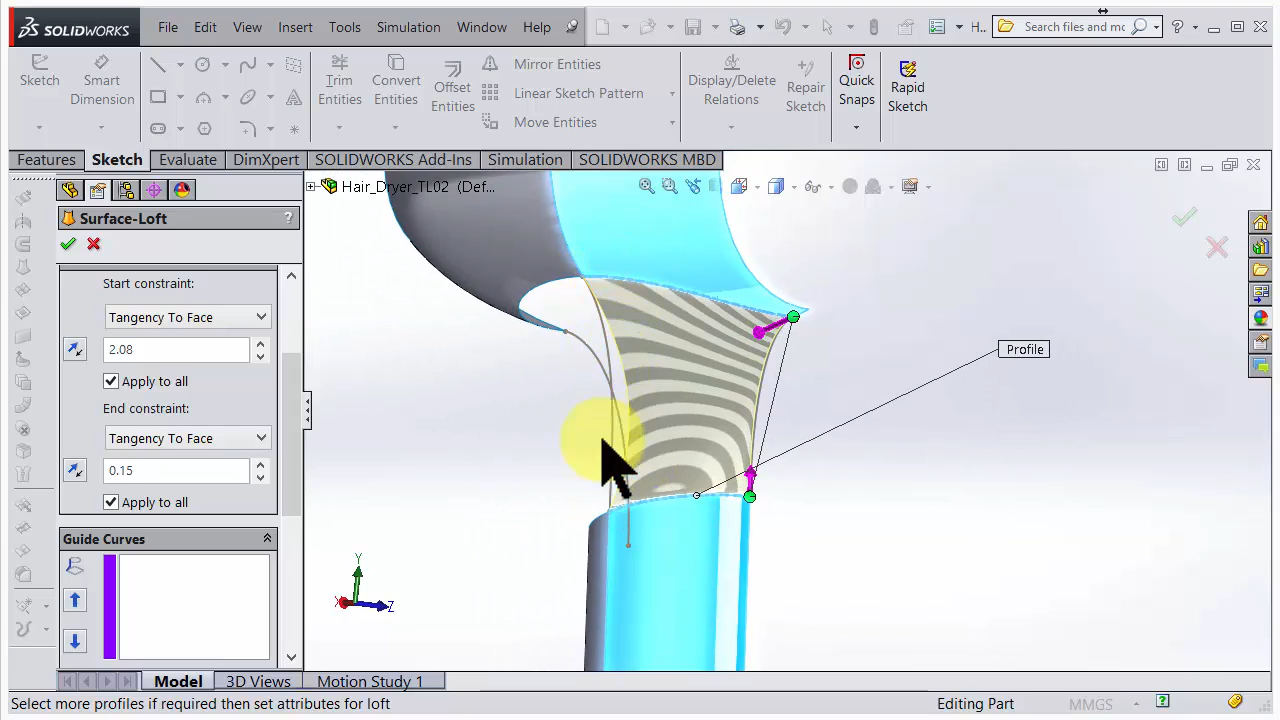 SOLIDWORKS File Edit View Insert Tools Simulation Window Help H... Search files and mc ?
Sketch Smart Dimension Trim Entities Convert Entities Offset Entities Mirror Entities Linear Sketch Pattern Move Entities Display/Delete Relations Repair Sketch Quick Snaps Rapid Sketch
Features Sketch Evaluate DimXpert SOLIDWORKS Add-Ins Simulation SOLIDWORKS MBD
Hair_Dryer_TL02 (Def...
Surface-Loft ?
Start constraint:
Tangency To Face
2.08
Apply to all
End constraint:
Tangency To Face
0.15
Apply to all
Guide Curves
Profile
Y
X Z
Model 3D Views Motion Study 1
Select more profiles if required then set attributes for loft Editing Part MMGS ?